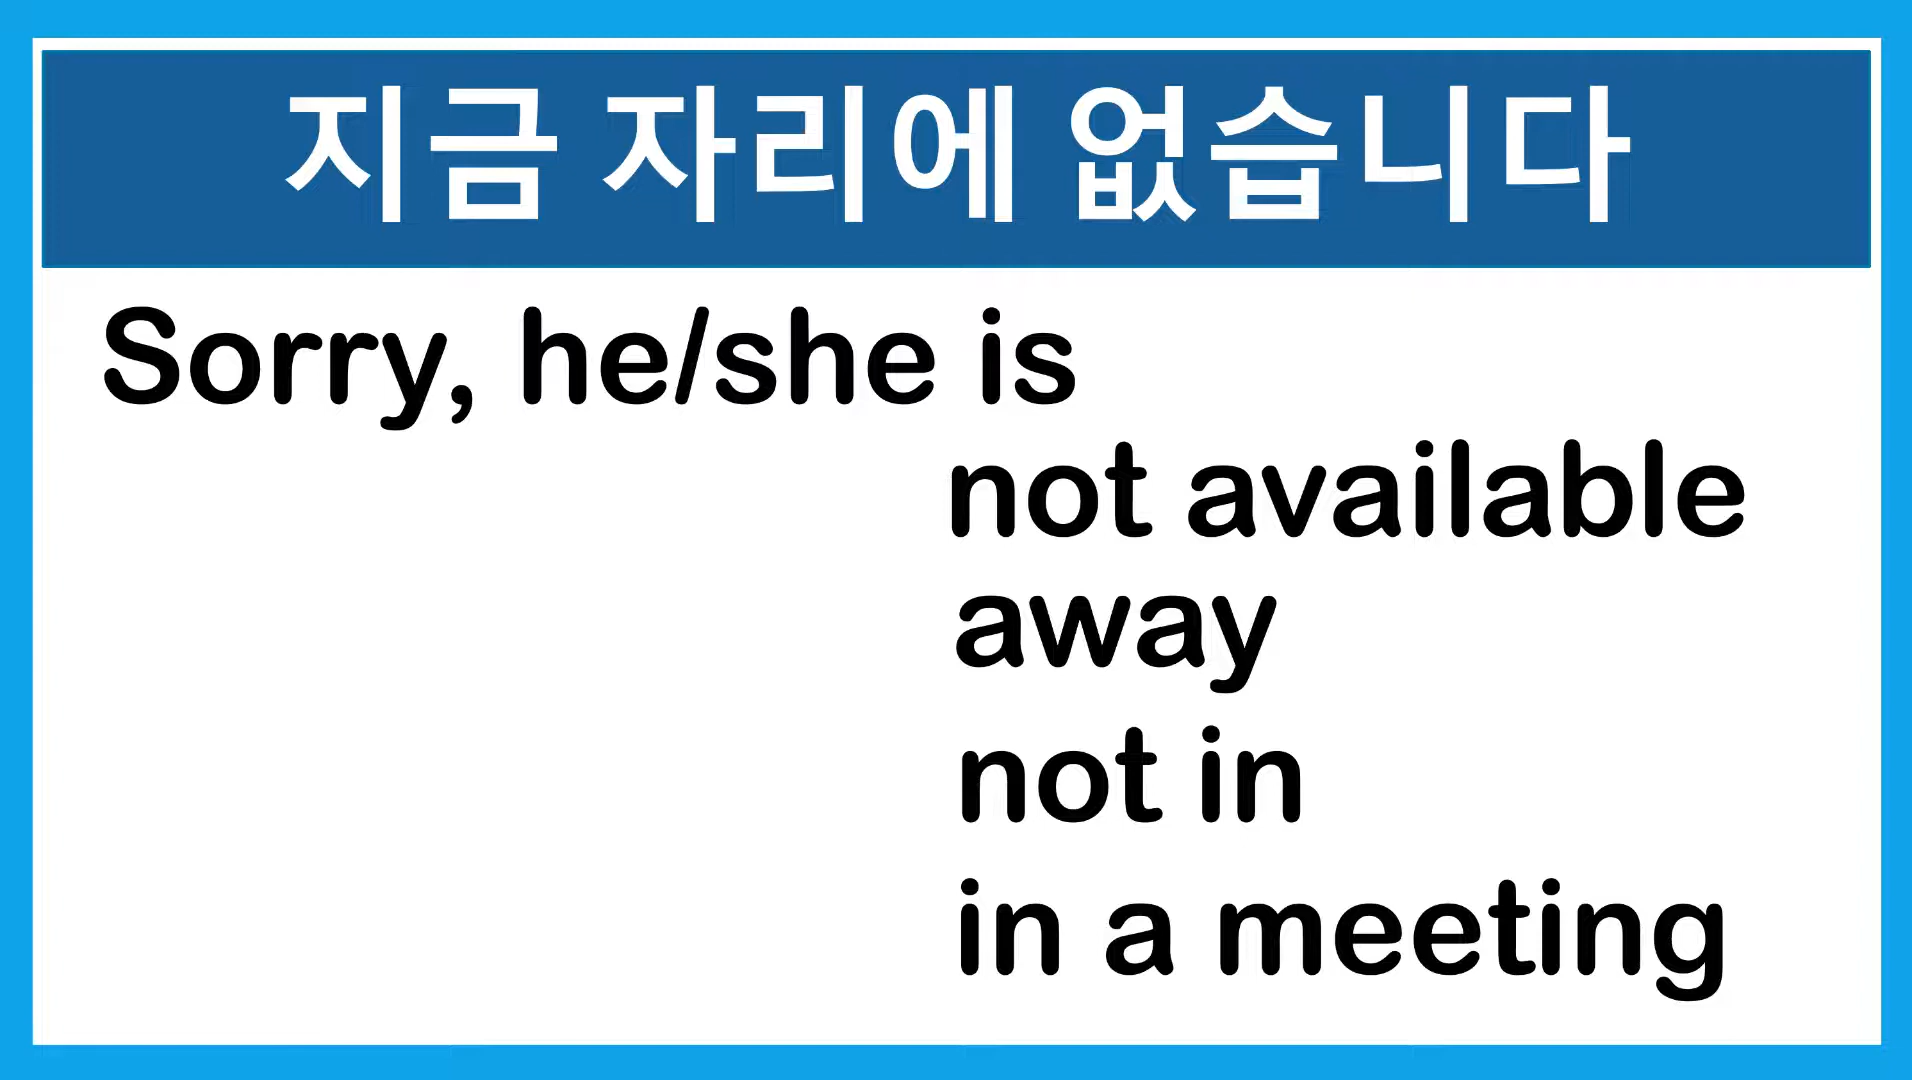 지금 자리에 없습니다
Sorry, he/she is
not available
away
not in
in a meeting